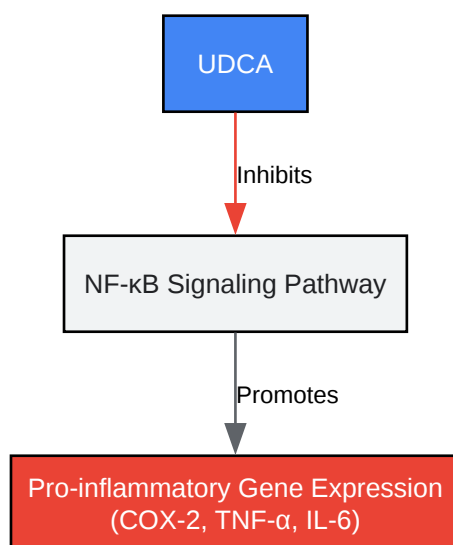 UDCA
Inhibits
NF-κB Signaling Pathway
Promotes
Pro-inflammatory Gene Expression
(COX-2, TNF-α, IL-6)